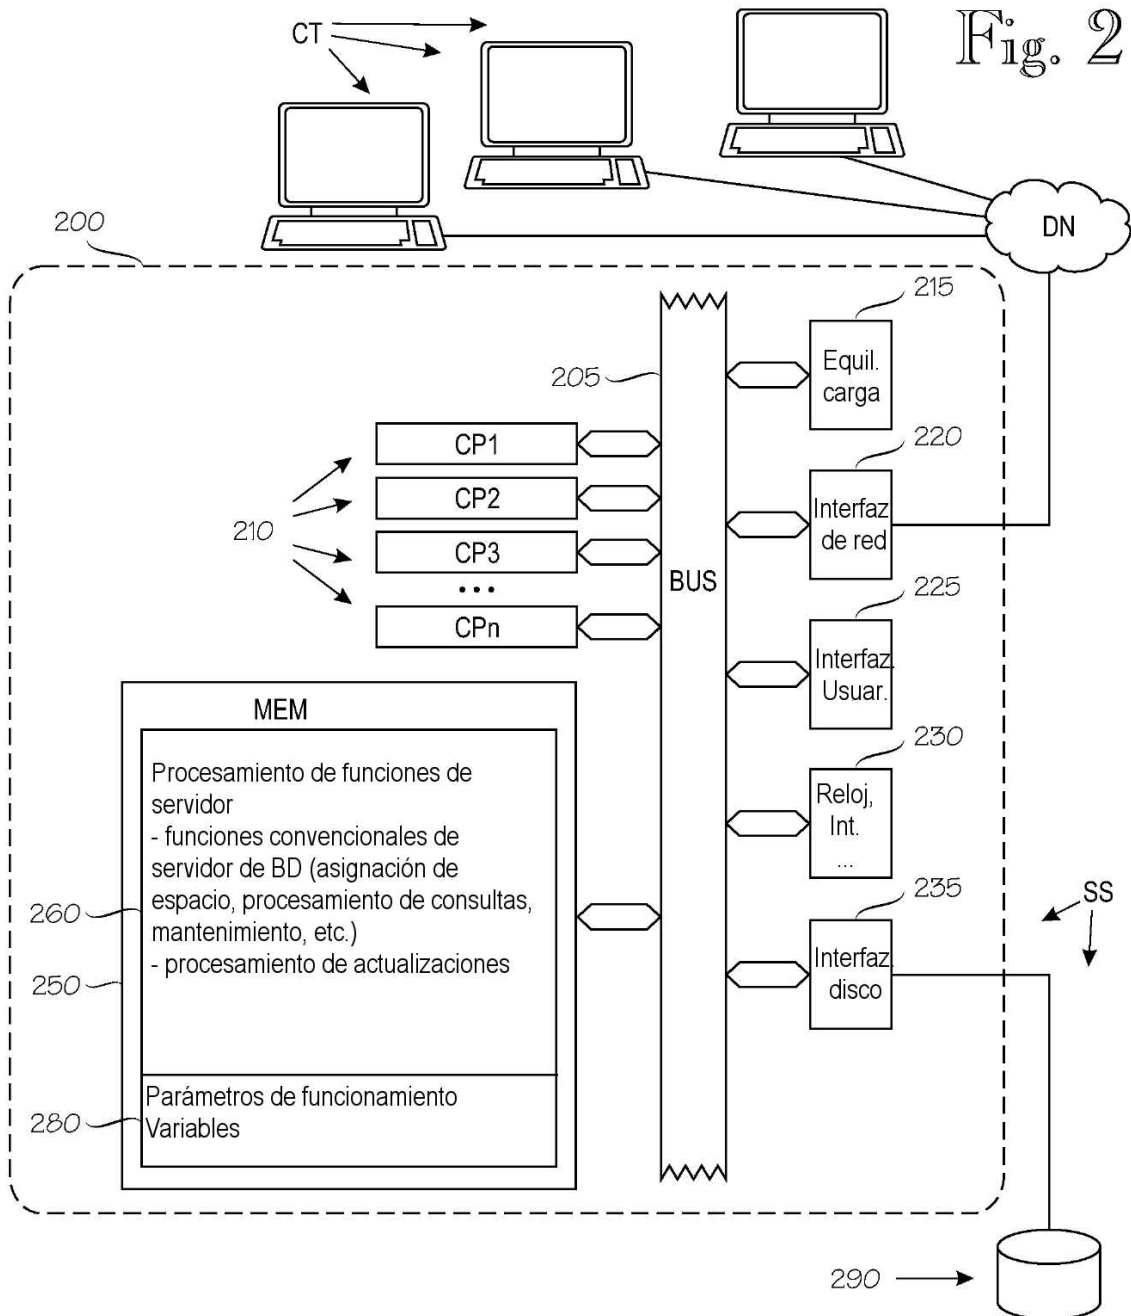 CT
Fig. 2
DN
200
215
Equil.
carga
205
CP1
CP2
CP3
...
CPn
210
220
Interfaz
de red
BUS
225
Interfaz.
Usuar.
230
Reloj,
Int.
...
235
Interfaz.
disco
SS
MEM
Procesamiento de funciones de
servidor
- funciones convencionales de
servidor de BD (asignación de
espacio, procesamiento de consultas,
mantenimiento, etc.)
- procesamiento de actualizaciones
260
250
Parámetros de funcionamiento
Variables
280
290